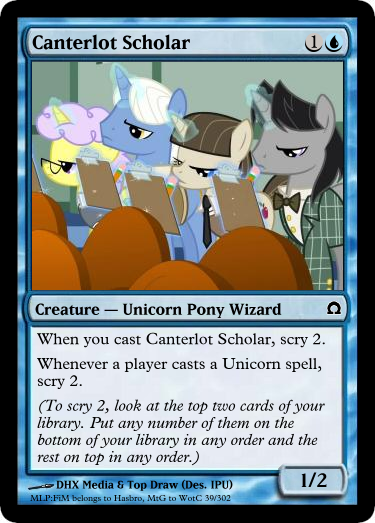 Canterlot Scholar 1
Creature — Unicorn Pony Wizard Ω
When you cast Canterlot Scholar, scry 2.
Whenever a player casts a Unicorn spell,
scry 2.
(To scry 2, look at the top two cards of your
library. Put any number of them on the
bottom of your library in any order and the
rest on top in any order.)
1/2
DHX Media & Top Draw (Des. IPU)
MLP:FiM belongs to Hasbro, MtG to WotC 39/302